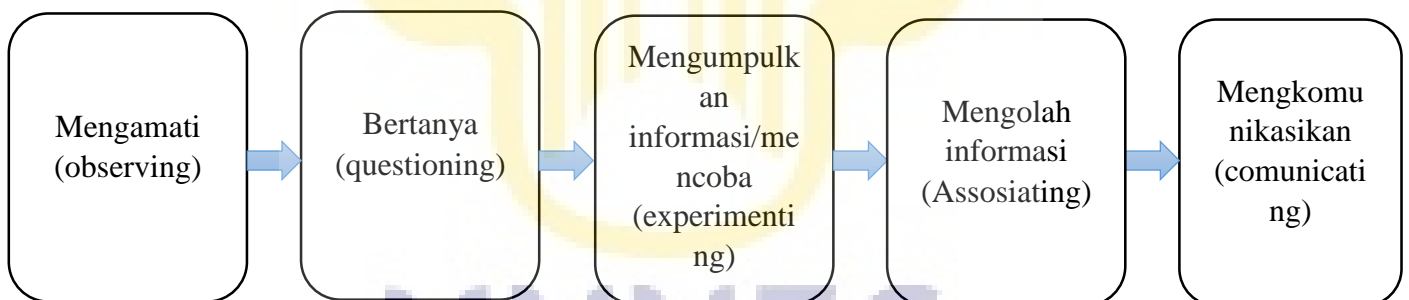 Mengamati
(observing)
Bertanya
(questioning)
Mengumpulk
an
informasi/me
ncoba
(experimenti
ng)
Mengolah
informasi
(Assosiating)
Mengkomu
nikasikan
(comunicati
ng)